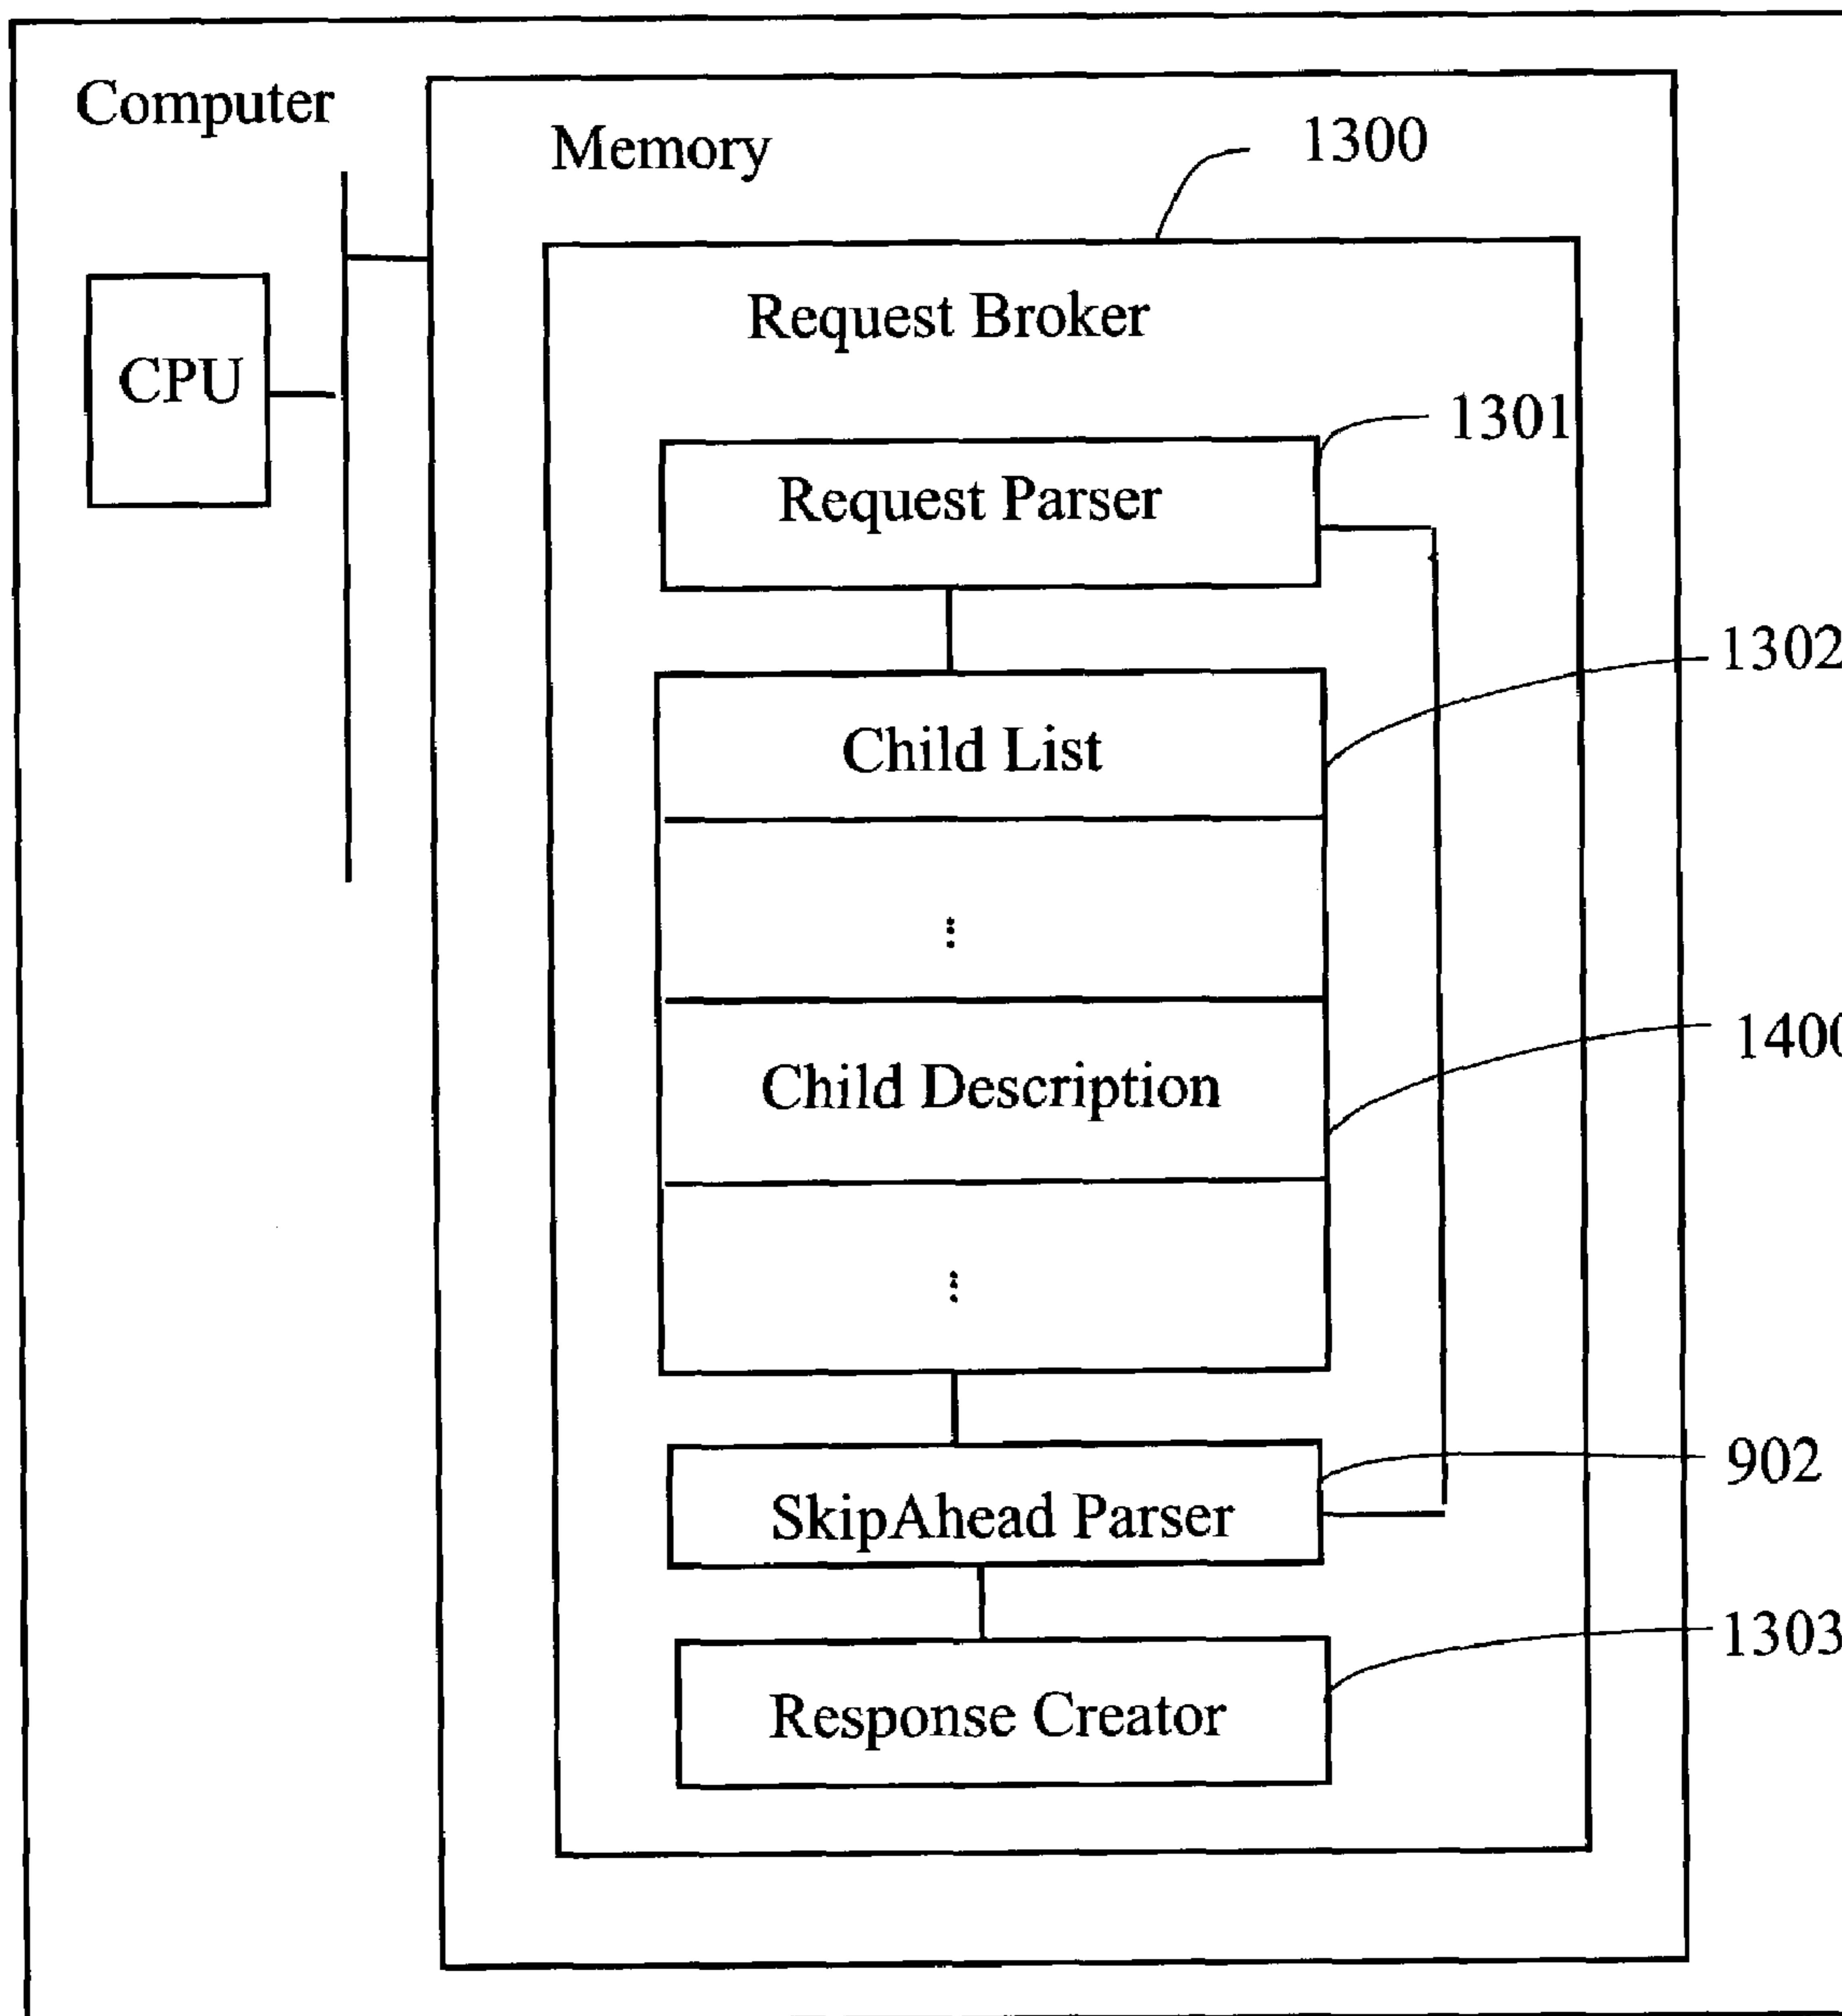 Computer
Memory
1300
Request Broker
CPU
1301
Request Parser
1302
Child List
⋮
1400
Child Description
⋮
902
SkipAhead Parser
1303
Response Creator